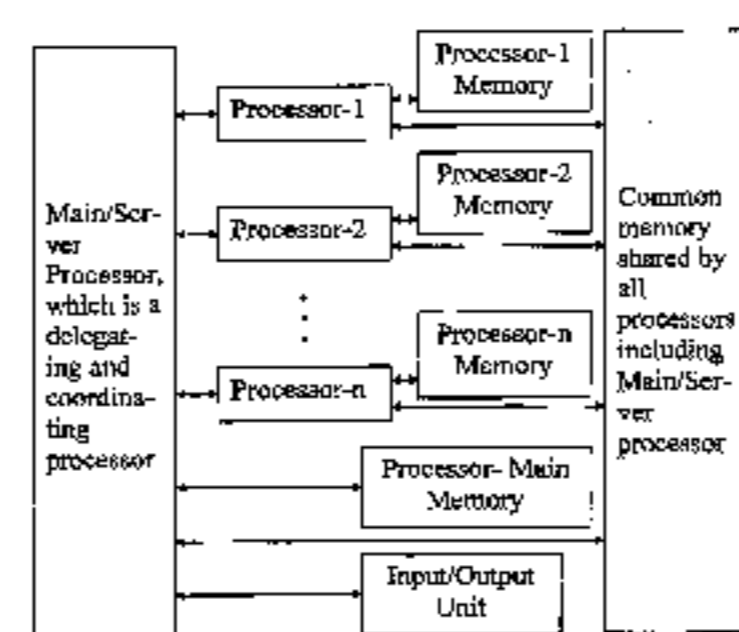 Main/Ser-
ver
Processor,
which is a
delegat-
ing and
coordina-
ting
processor
Processor-1
Processor-1
Memory
Processor-2
Processor-2
Memory
Processor-n
Processor-n
Memory
Processor- Main
Memory
Input/Output
Unit
Common
memory
shared by
all
processors
including
Main/Ser-
ver
processor